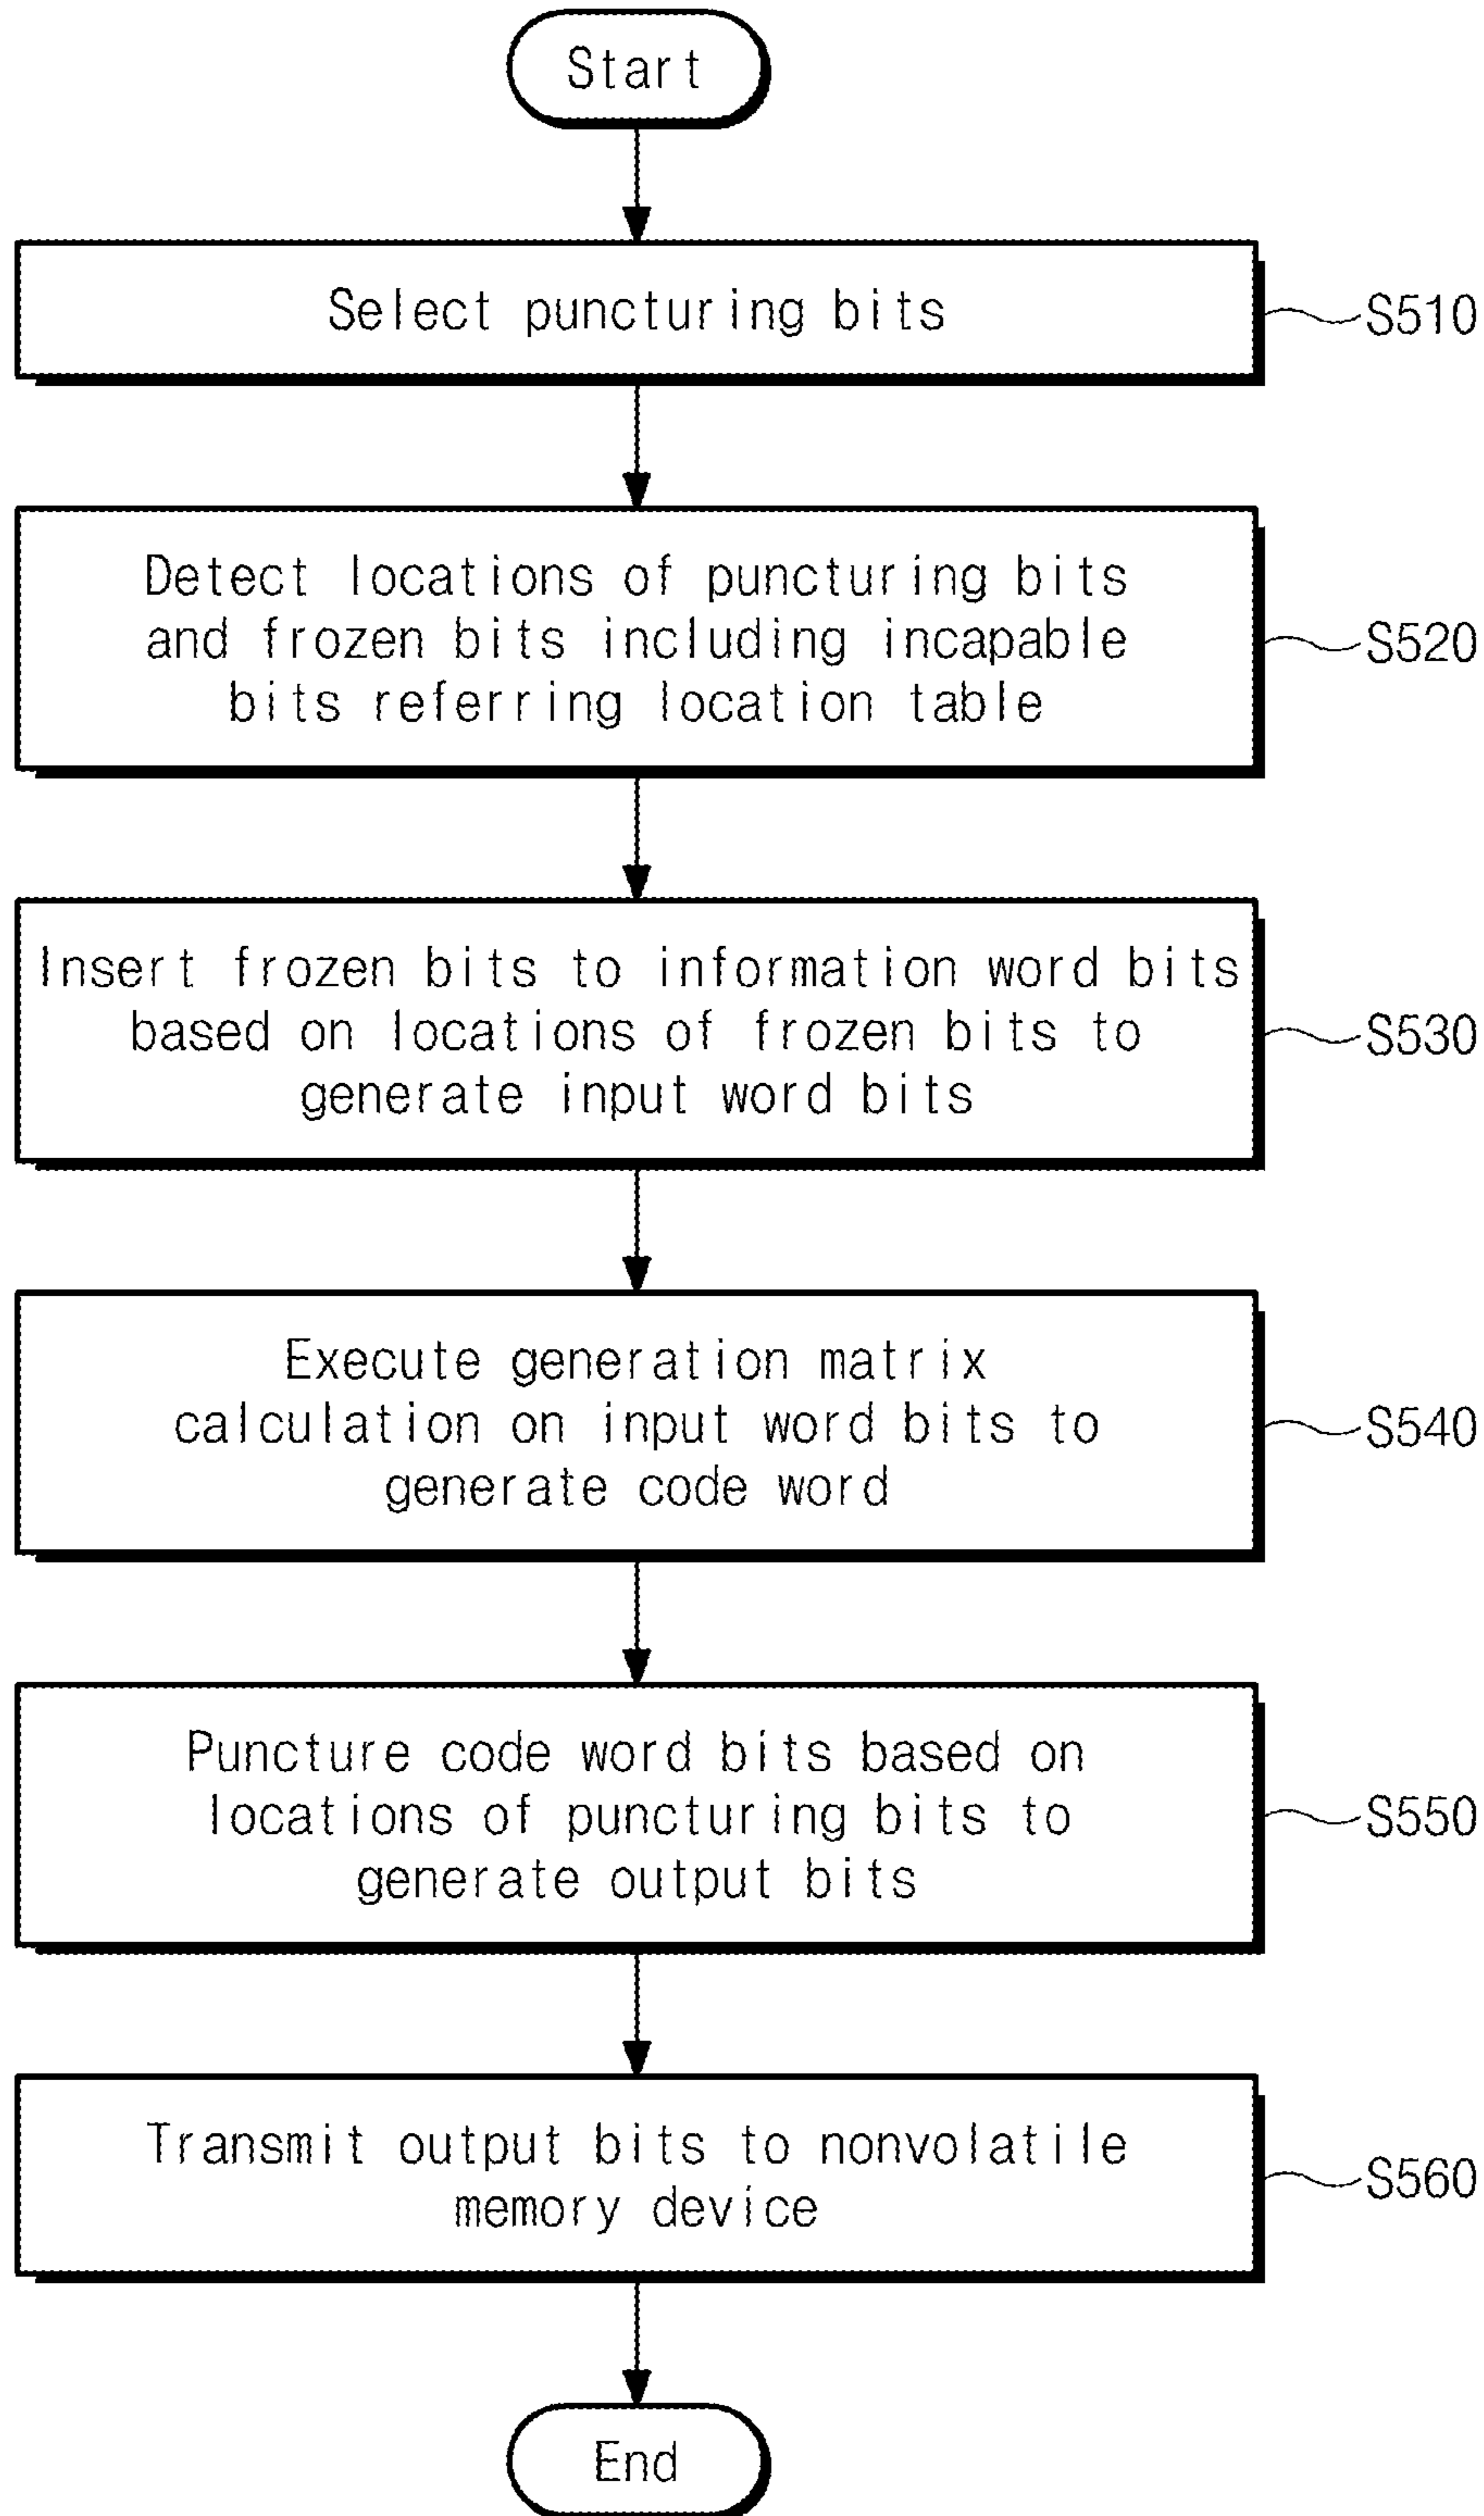 Start
Select puncturing bits
S510
Detect locations of puncturing bits
and frozen bits including incapable
bits referring location table
S520
Insert frozen bits to information word bits
based on locations of frozen bits to
generate input word bits
S530
Execute generation matrix
calculation on input word bits to
generate code word
S540
Puncture code word bits based on
locations of puncturing bits to
generate output bits
S550
Transmit output bits to nonvolatile
memory device
S560
End